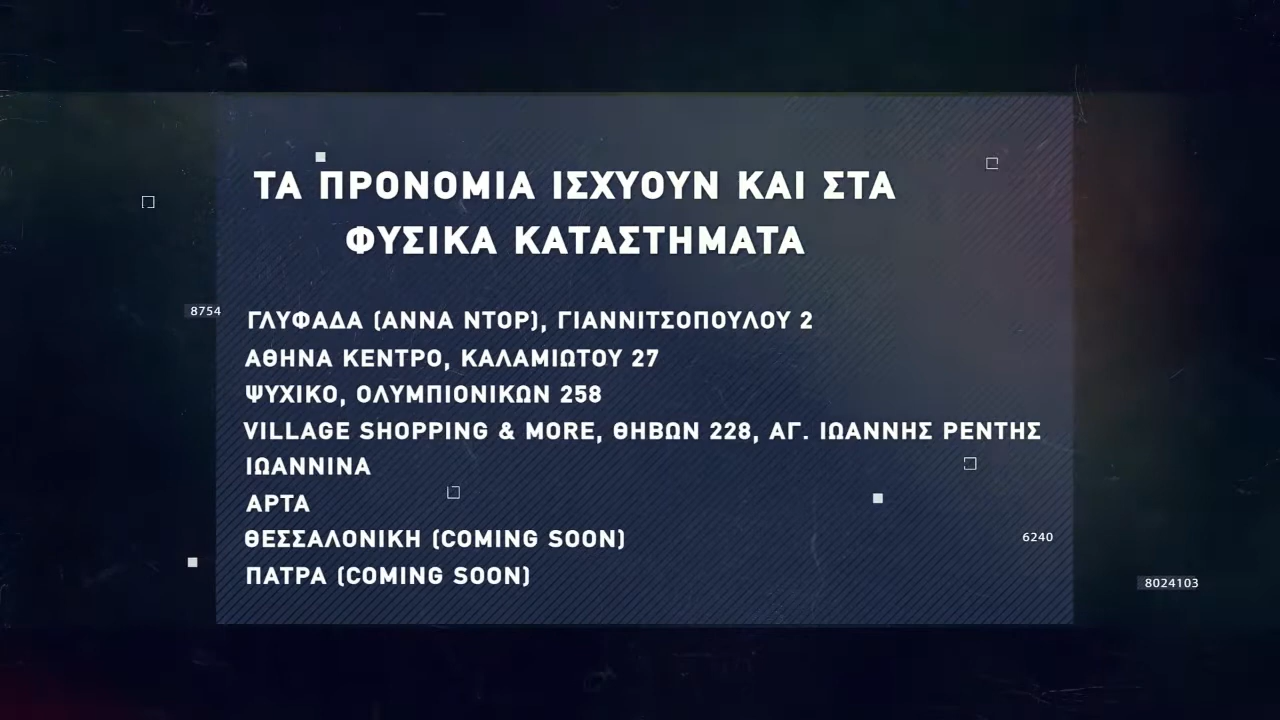 ΤΑ ΠΡΟΝΟΜΙΑ ΙΣΧΥΟΥΝ ΚΑΙ ΣΤΑ
ΦΥΣΙΚΑ ΚΑΤΑΣΤΗΜΑΤΑ
8754
ΓΛΥΦΑΔΑ (ΑΝΝΑ ΝΤΟΡ), ΓΙΑΝΝΙΤΣΟΠΟΥΛΟΥ 2
ΑΘΗΝΑ ΚΕΝΤΡΟ, ΚΑΛΑΜΙΩΤΟΥ 27
ΨΥΧΙΚΟ, ΟΛΥΜΠΙΟΝΙΚΩΝ 258
VILLAGE SHOPPING & MORE, ΘΗΒΩΝ 228, ΑΓ. ΙΩΑΝΝΗΣ ΡΕΝΤΗΣ
ΙΩΑΝΝΙΝΑ
ΑΡΤΑ
ΘΕΣΣΑΛΟΝΙΚΗ (COMING SOON)
6240
ΠΑΤΡΑ (COMING SOON)
8024103